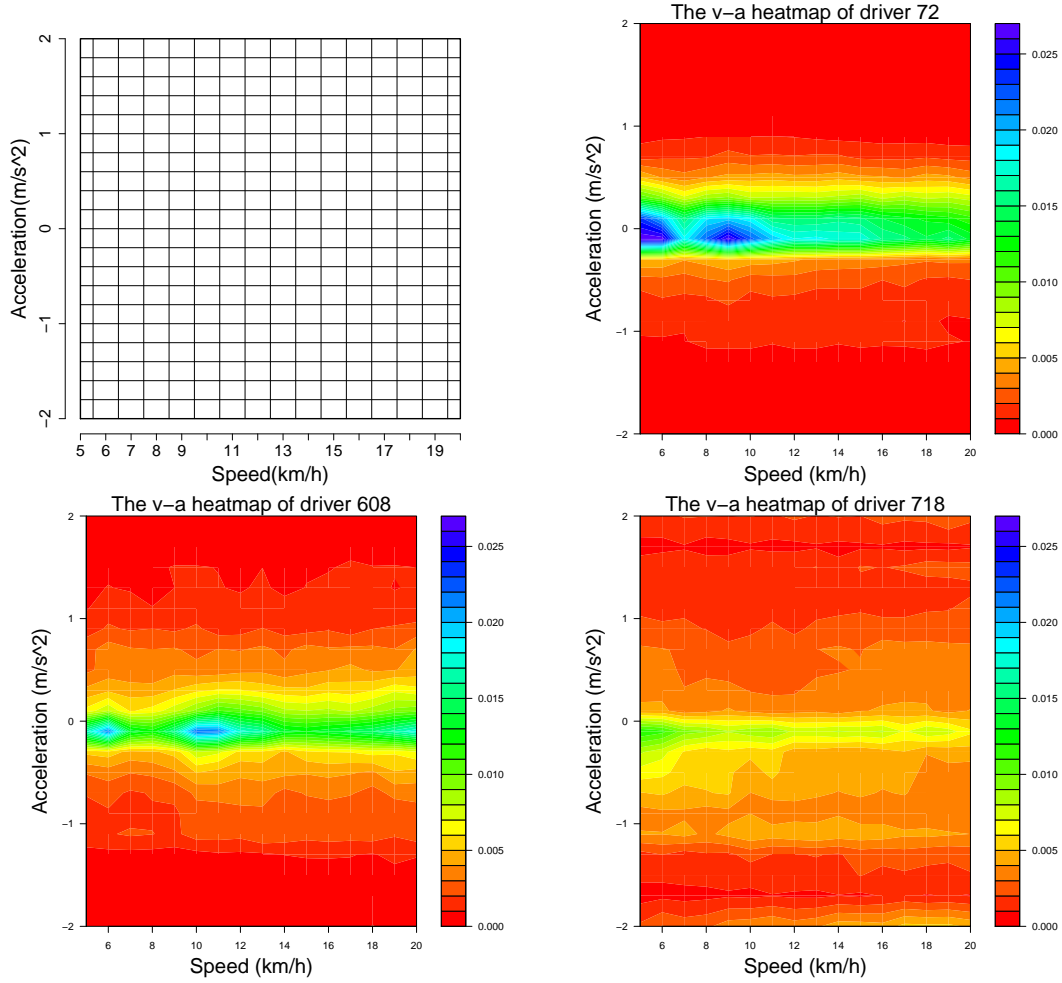 2
1
0
−1
−2
Acceleration(m/s^2)
5 6 7 8 9 11 13 15 17 19
Speed(km/h)
The v−a heatmap of driver 72
2
1
0
−1
−2
Acceleration (m/s^2)
6 8 10 12 14 16 18 20
Speed (km/h)
0.025
0.020
0.015
0.010
0.005
0.000
The v−a heatmap of driver 608
2
1
0
−1
−2
Acceleration (m/s^2)
6 8 10 12 14 16 18 20
Speed (km/h)
0.025
0.020
0.015
0.010
0.005
0.000
The v−a heatmap of driver 718
2
1
0
−1
−2
Acceleration (m/s^2)
6 8 10 12 14 16 18 20
Speed (km/h)
0.025
0.020
0.015
0.010
0.005
0.000